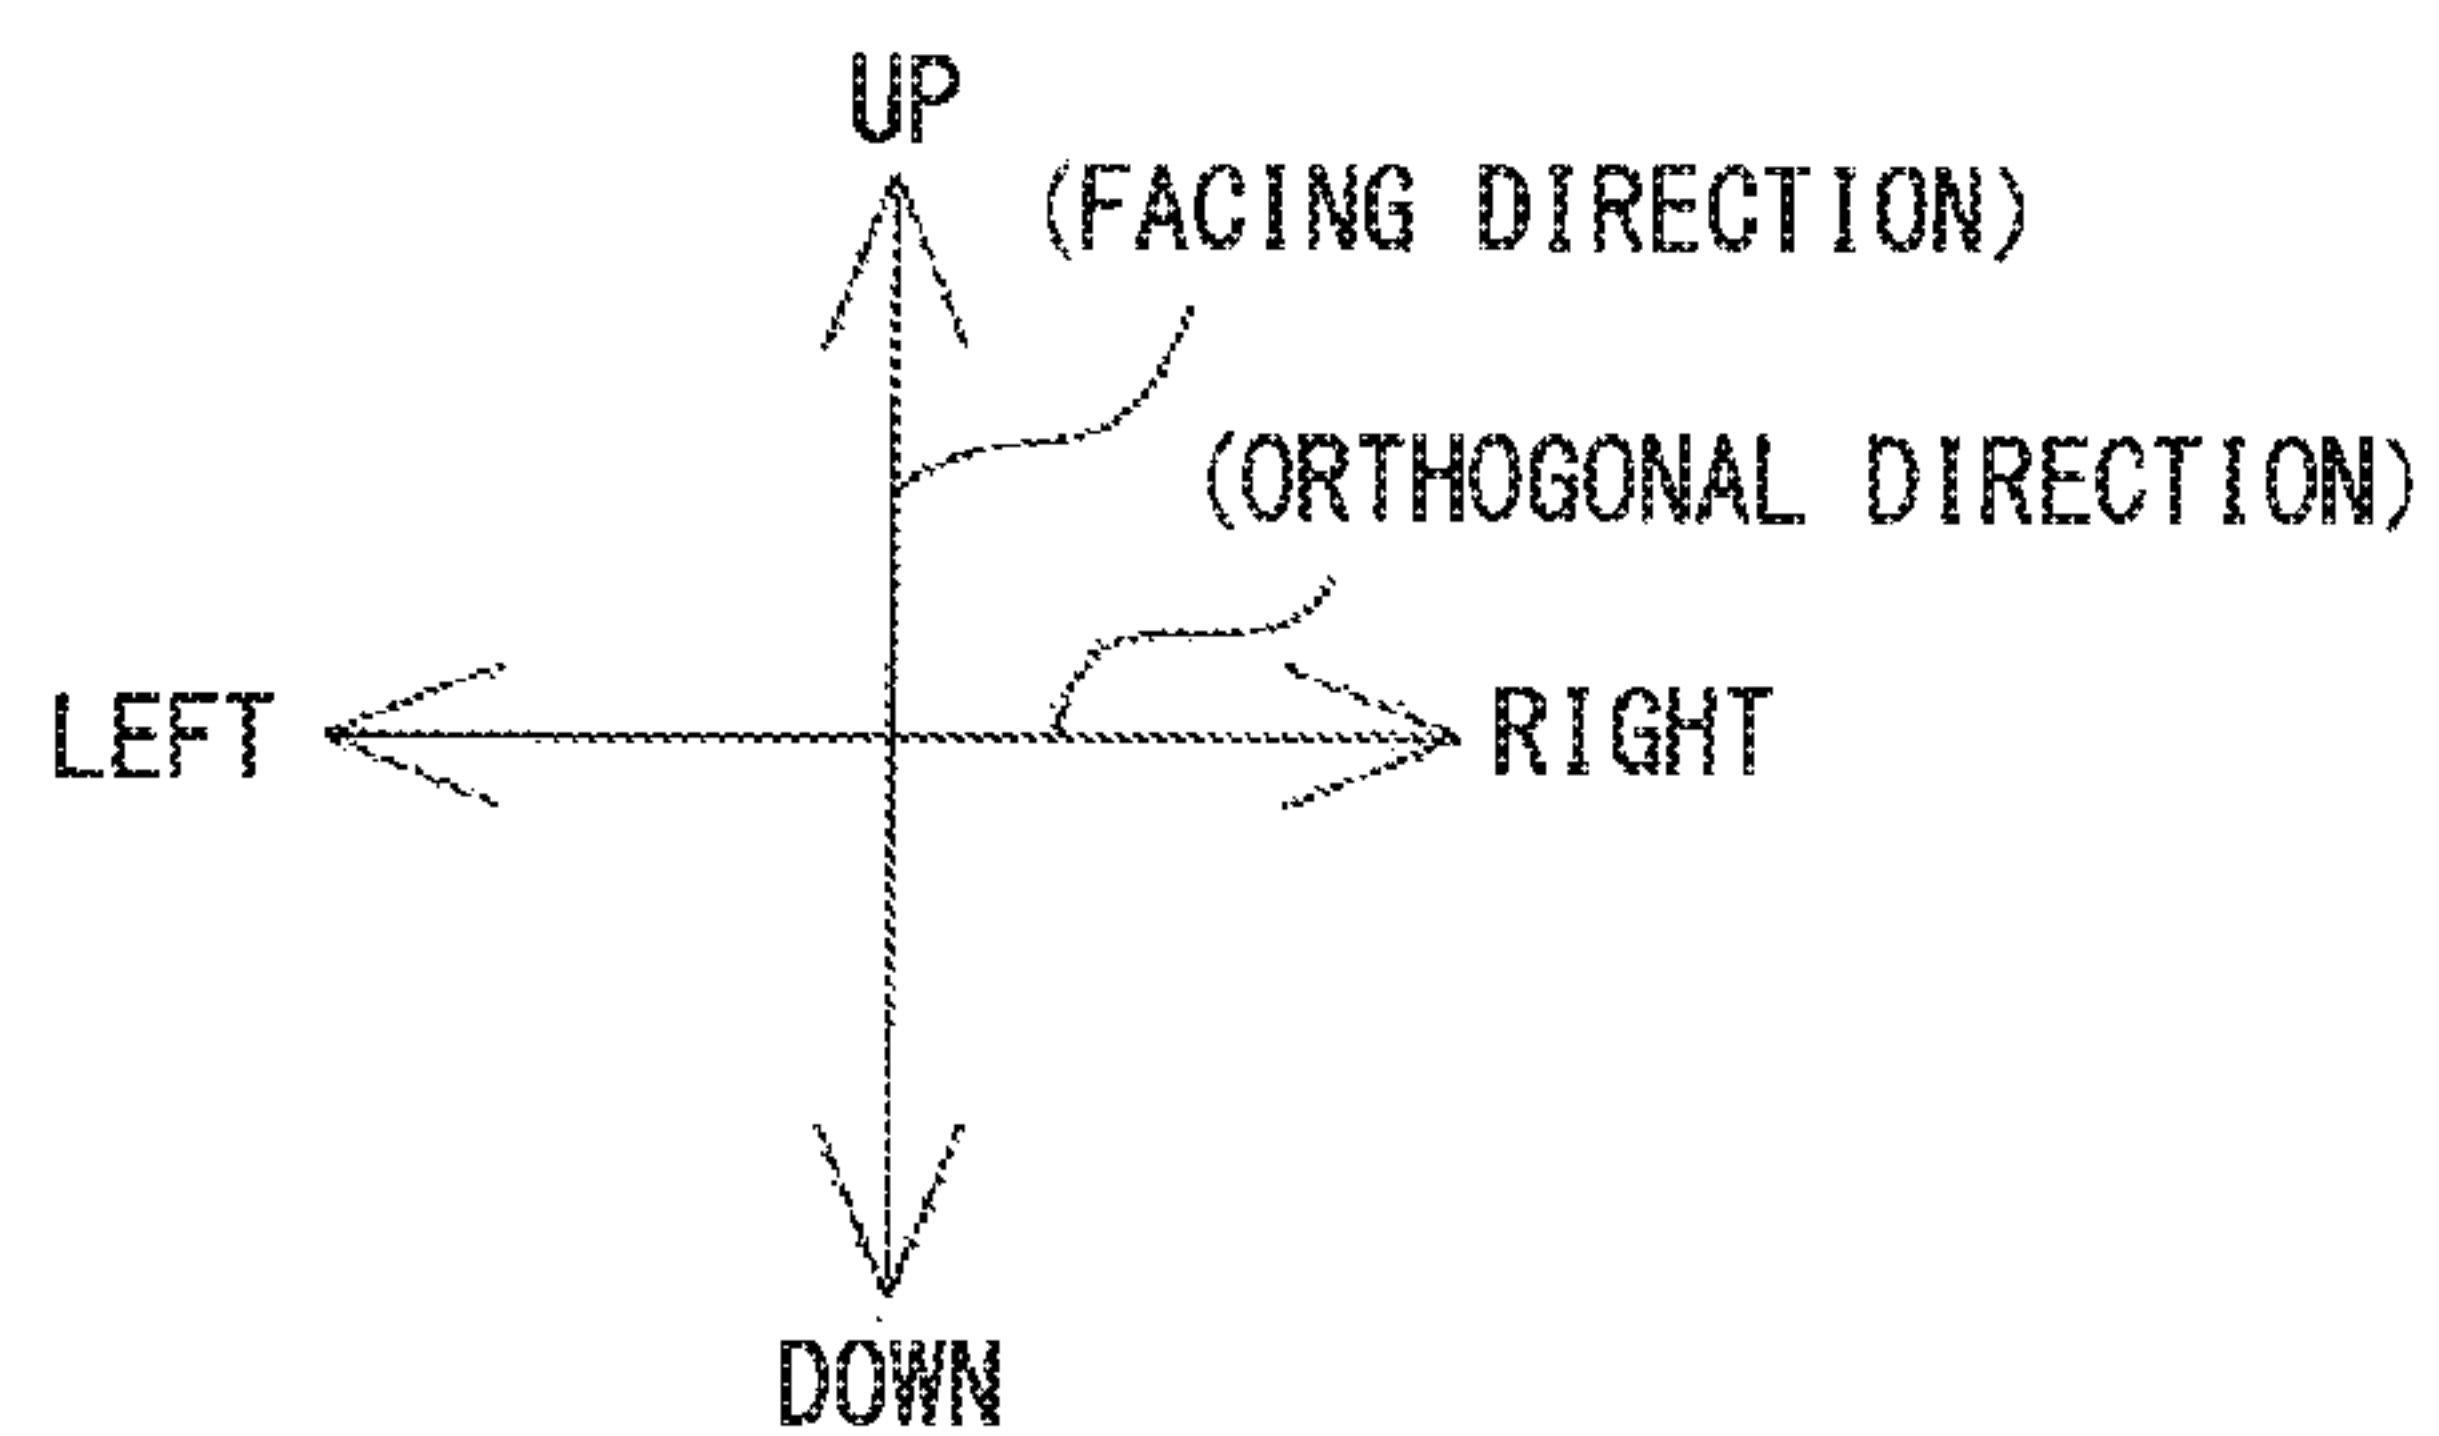 UP
(FACING DIRECTION)
(ORTHOGONAL DIRECTION)
LEFT
RIGHT
DOWN